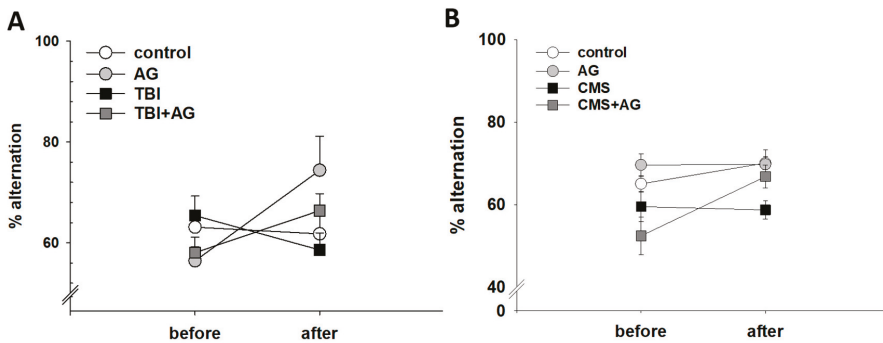 A
% alternation
100
80
60
control
AG
TBI
TBI+AG
before
after
B
% alternation
100
80
60
40
0
control
AG
CMS
CMS+AG
before
after